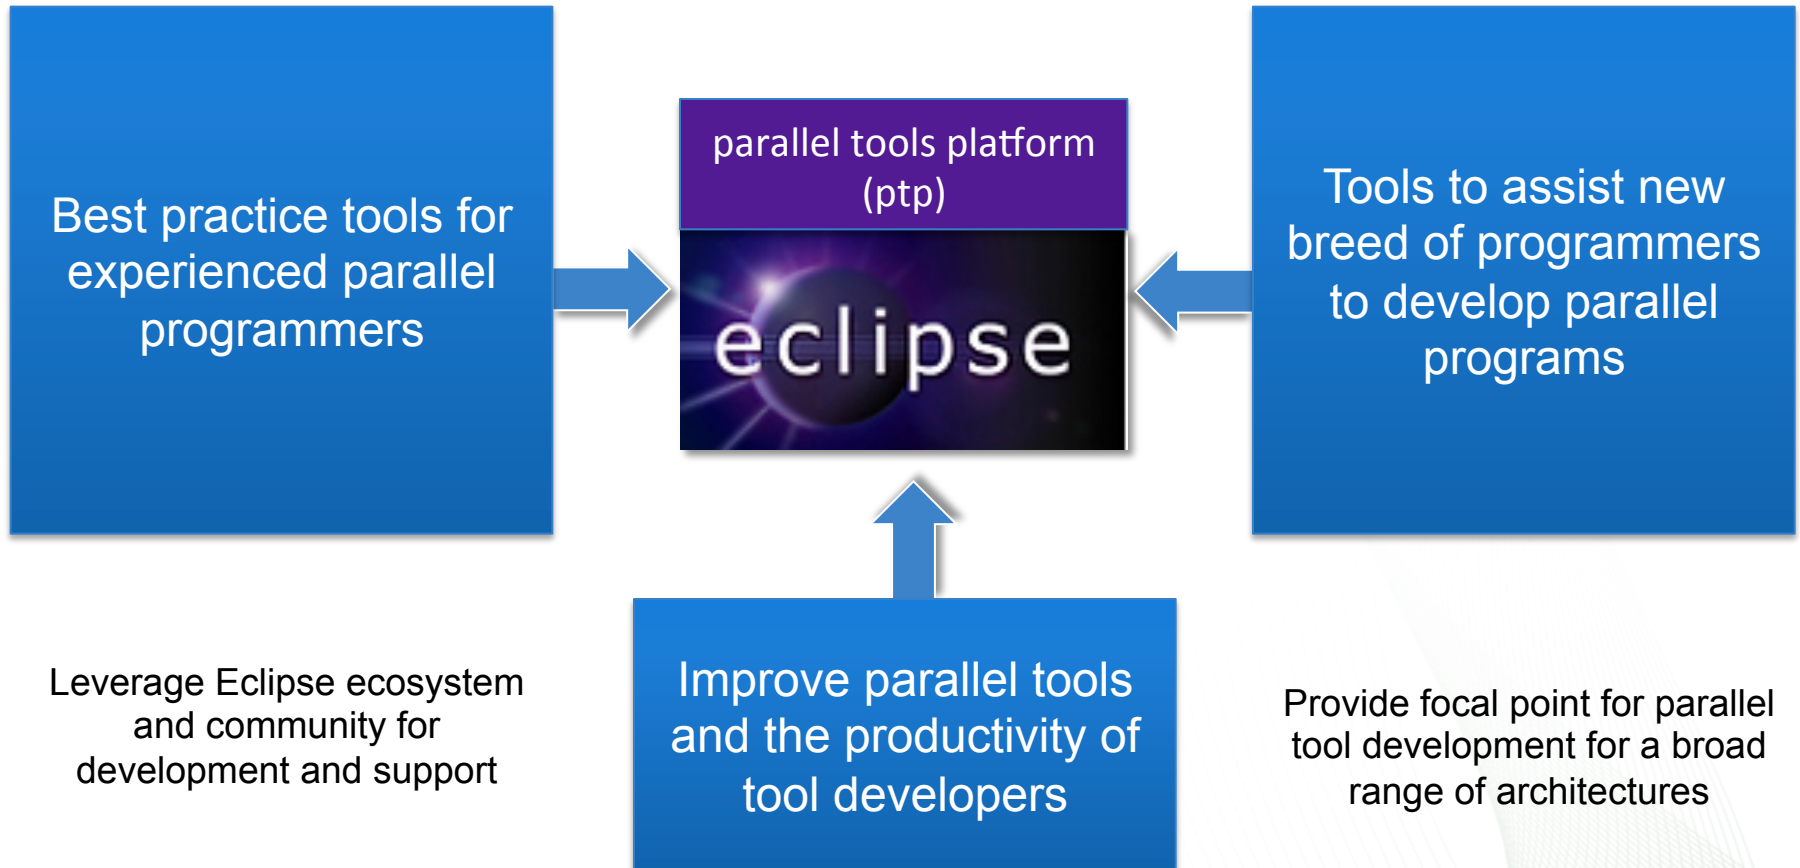 Best practice tools for
experienced parallel
programmers
parallel tools platform
(ptp)
eclipse
Tools to assist new
breed of programmers
to develop parallel
programs
Leverage Eclipse ecosystem
and community for
development and support
Improve parallel tools
and the productivity of
tool developers
Provide focal point for parallel
tool development for a broad
range of architectures